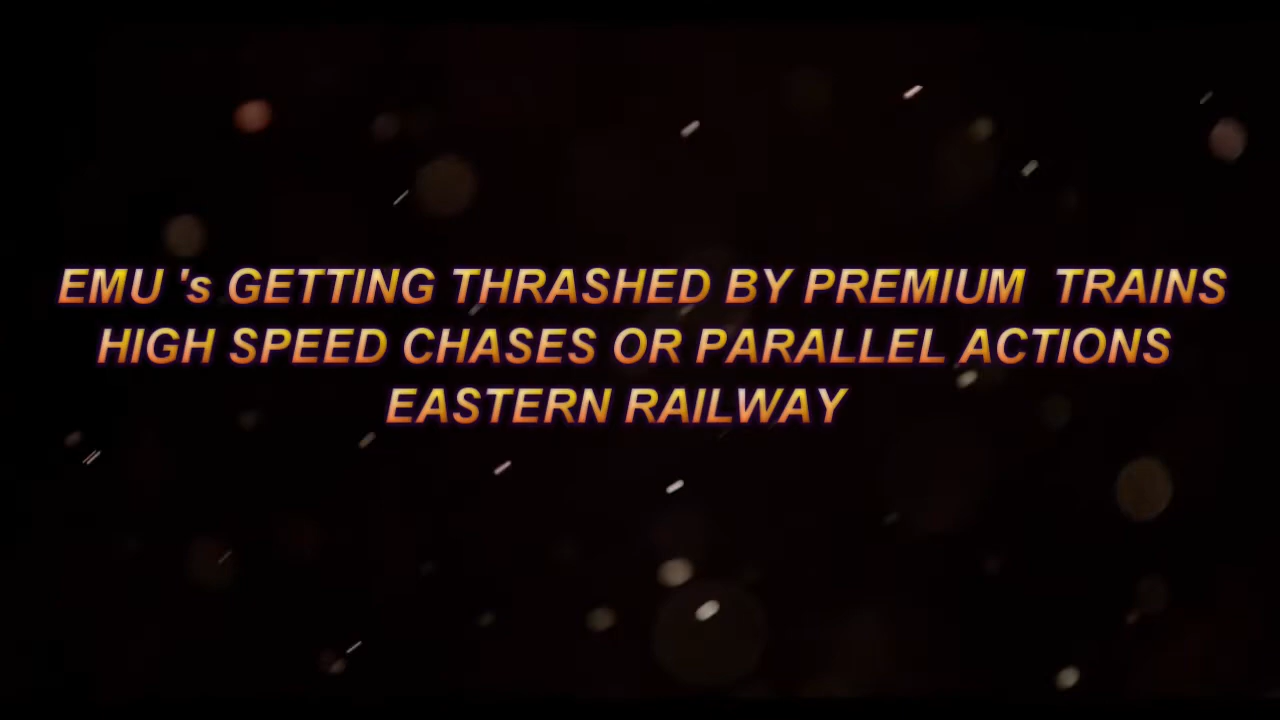 EMU 's GETTING THRASHED BY PREMIUM  TRAINS
HIGH SPEED CHASES OR PARALLEL ACTIONS
EASTERN RAILWAY